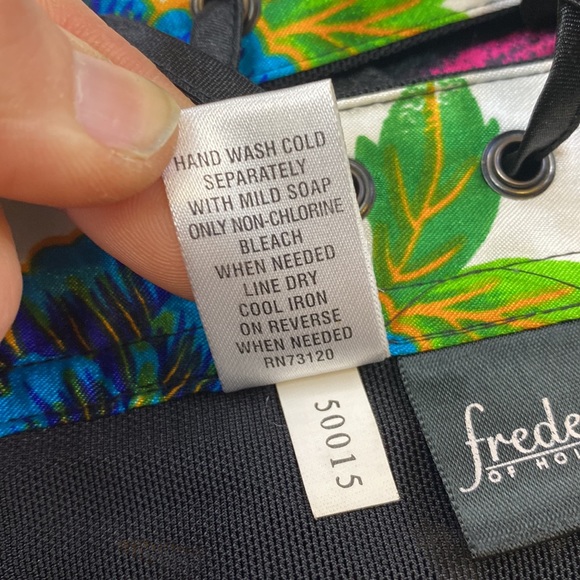 HAND WASH COLD
SEPARATELY
WITH MILD SOAP
ONLY NON-CHLORINE
BLEACH
WHEN NEEDED
LINE DRY
COOL IRON
ON REVERSE
WHEN NEEDED
RN73120
50015
frede
OF HOL